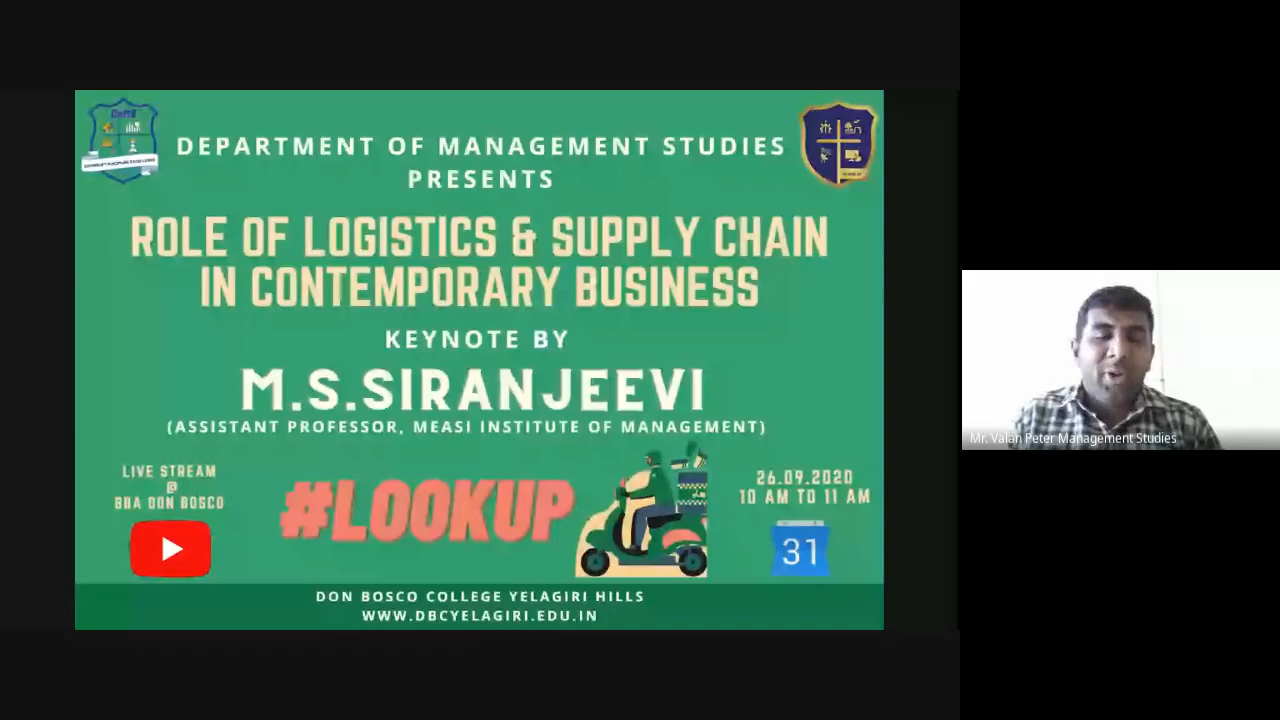 DEPARTMENT OF MANAGEMENT STUDIES
PRESENTS
ROLE OF LOGISTICS & SUPPLY CHAIN
IN CONTEMPORARY BUSINESS
KEYNOTE BY
M.S.SIRANJEEVI
(ASSISTANT PROFESSOR, MEASI INSTITUTE OF MANAGEMENT)
LIVE STREAM
@
BBA DON BOSCO
#LOOKUP
26.09.2020
10 AM TO 11 AM
31
DON BOSCO COLLEGE YELAGIRI HILLS
WWW.DBCYELAGIRI.EDU.IN
Mr. Valan Peter Management Studies